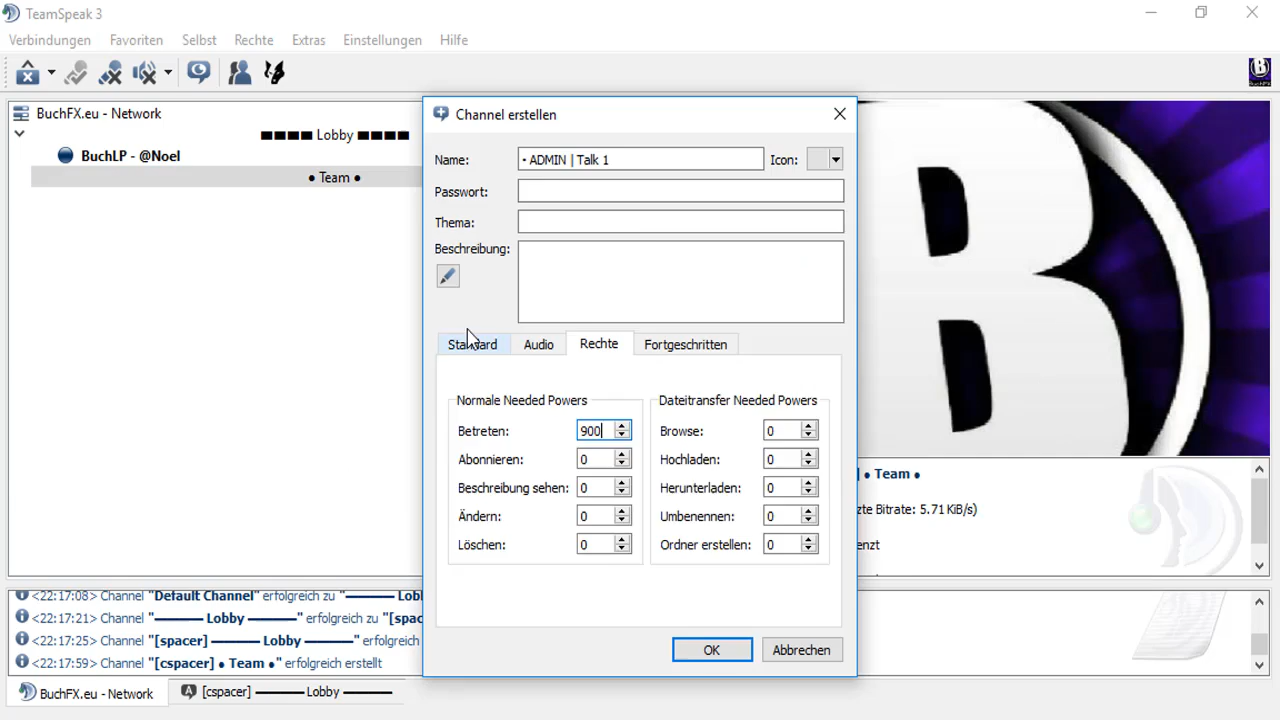 TeamSpeak 3
Verbindungen Favoriten Selbst Rechte Extras Einstellungen Hilfe
BuchFX.eu - Network
■■■■ Lobby ■■■■
BuchLP - @Noel
● Team ●
Channel erstellen
Name: • ADMIN | Talk 1 Icon:
Passwort:
Thema:
Beschreibung:
Standard Audio Rechte Fortgeschritten
Normale Needed Powers
Betreten: 900
Abonnieren: 0
Beschreibung sehen: 0
Ändern: 0
Löschen: 0
Dateitransfer Needed Powers
Browse: 0
Hochladen: 0
Herunterladen: 0
Umbenennen: 0
Ordner erstellen: 0
OK Abbrechen
B
] ● Team ●
zte Bitrate: 5.71 KiB/s)
enzt
<22:17:08> Channel "Default Channel" erfolgreich zu "━━━━ Lob
<22:17:21> Channel "━━━━ Lobby ━━━━" erfolgreich zu "[spac
<22:17:25> Channel "[spacer] ━━━━ Lobby ━━━━" erfolgreich
<22:17:59> Channel "[cspacer] ● Team ●" erfolgreich erstellt
BuchFX.eu - Network
[cspacer] ━━━━ Lobby ━━━━